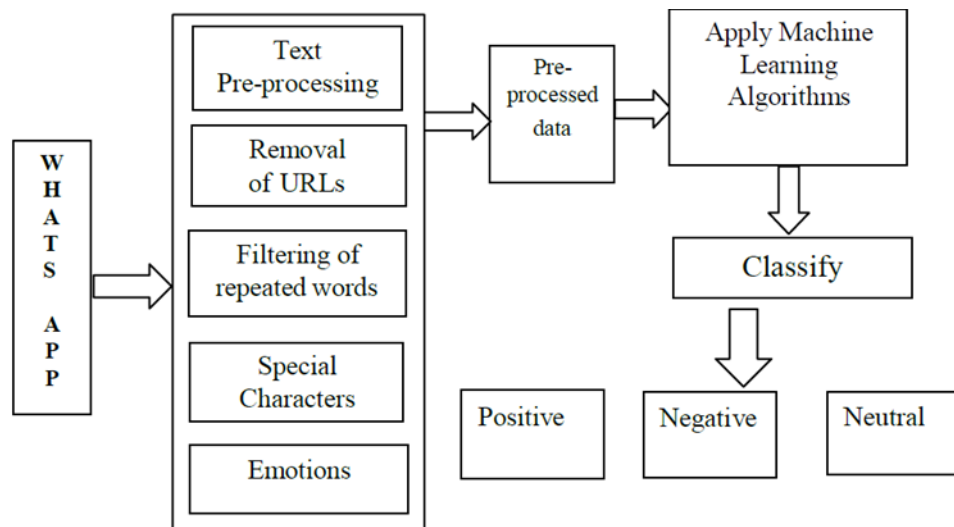 W
H
A
T
S
A
P
P
Text
Pre-processing
Removal
of URLs
Filtering of
repeated words
Special
Characters
Emotions
Pre-
processed
data
Apply Machine
Learning
Algorithms
Classify
Positive
Negative
Neutral